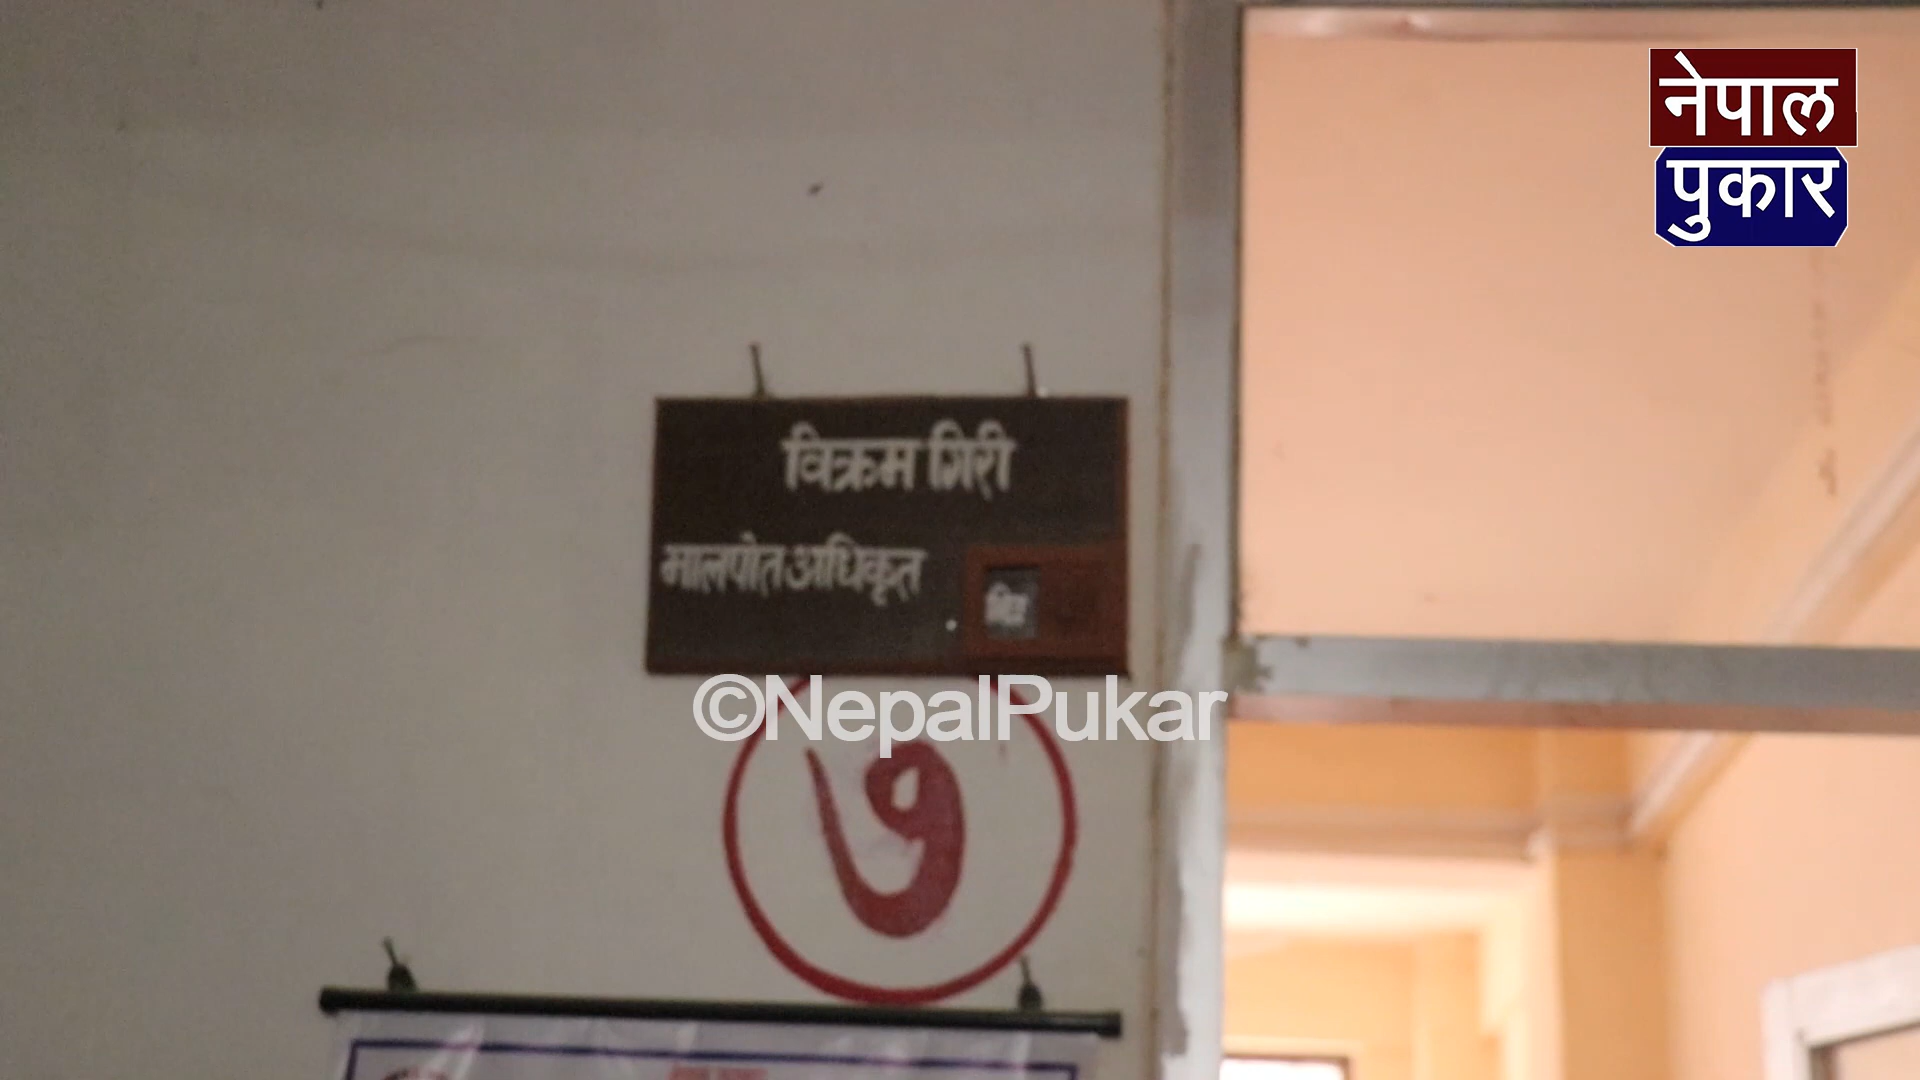 नेपाल
पुकार
विक्रम गिरी
मालपोत अधिकृत
©NepalPukar
७